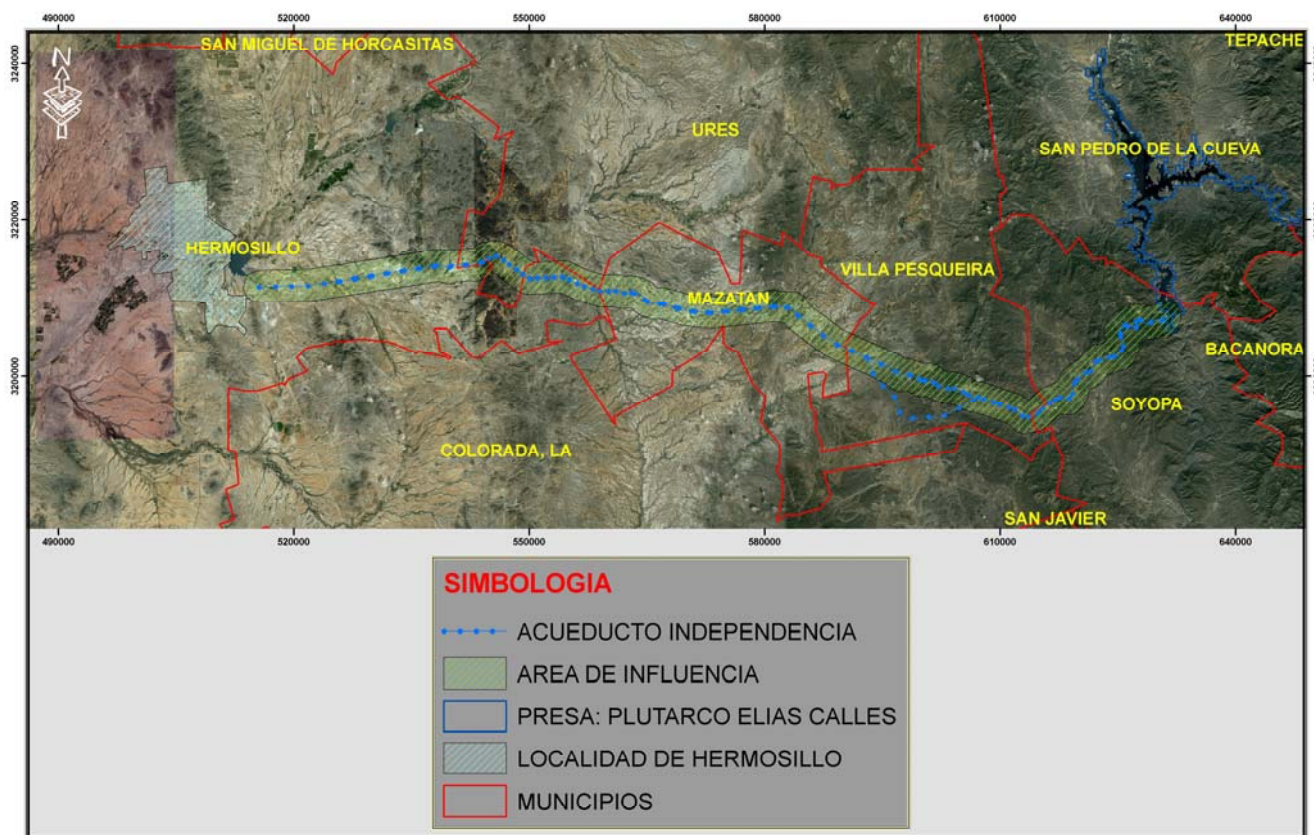 490000
520000
550000
580000
610000
640000
SAN MIGUEL DE HORCASITAS
TEPACHE
N
3240000
URES
SAN PEDRO DE LA CUEVA
3220000
HERMOSILLO
VILLA PESQUEIRA
MAZATAN
BACANORA
3200000
SOYOPA
COLORADA, LA
SAN JAVIER
490000
520000
550000
580000
610000
640000
SIMBOLOGIA
ACUEDUCTO INDEPENDENCIA
AREA DE INFLUENCIA
PRESA: PLUTARCO ELIAS CALLES
LOCALIDAD DE HERMOSILLO
MUNICIPIOS